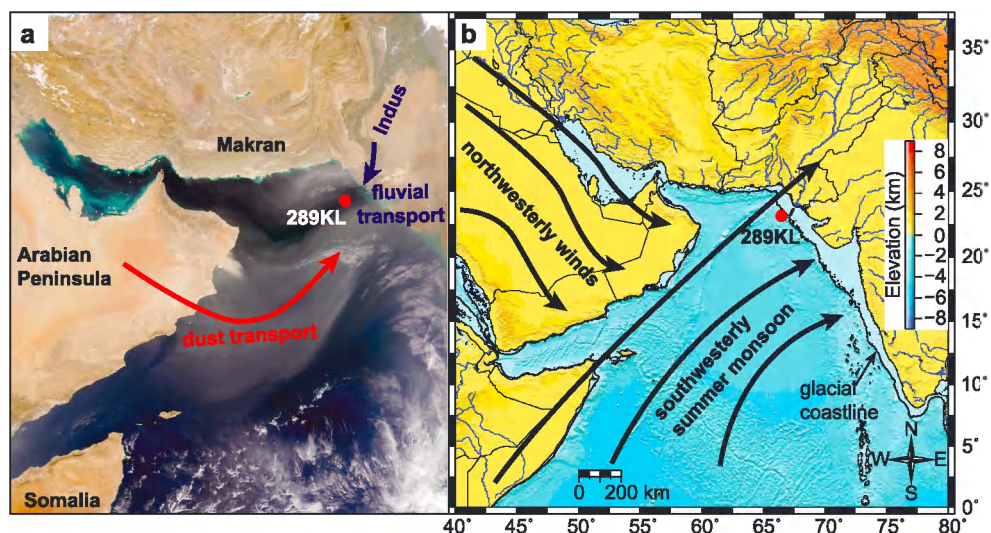 a
Makran
Indus
fluvial
transport
289KL
Arabian
Peninsula
dust transport
Somalia
b
northwesterly winds
289KL
southwesterly
summer monsoon
glacial
coastline
N
W
E
S
0 200 km
Elevation (km)
8
6
4
2
0
−2
−4
−6
−8
35°
30°
25°
20°
15°
10°
5°
0°
40° 45° 50° 55° 60° 65° 70° 75° 80°